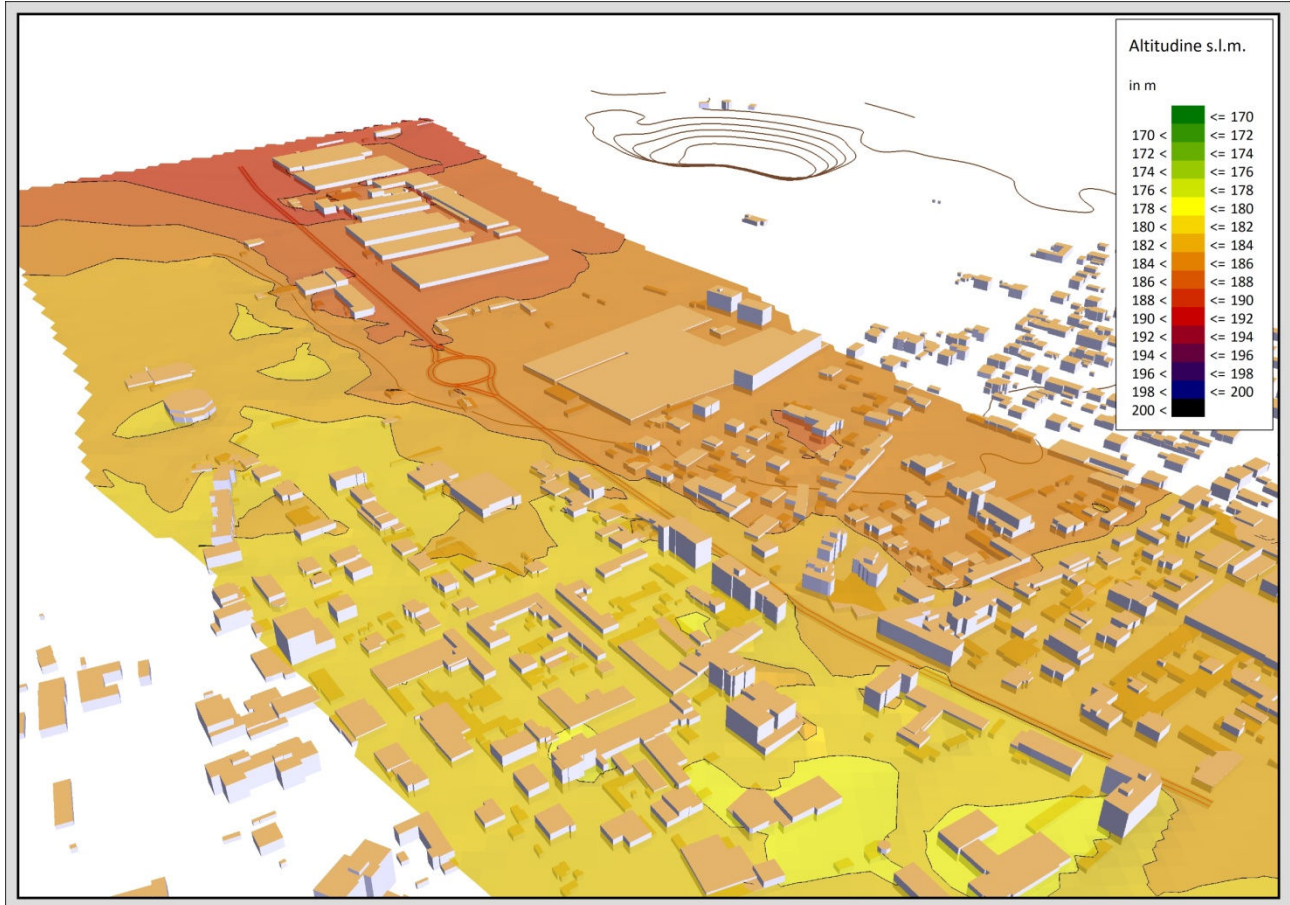 Altitudine s.l.m.
in m
<= 170
170 < <= 172
172 < <= 174
174 < <= 176
176 < <= 178
178 < <= 180
180 < <= 182
182 < <= 184
184 < <= 186
186 < <= 188
188 < <= 190
190 < <= 192
192 < <= 194
194 < <= 196
196 < <= 198
198 < <= 200
200 <